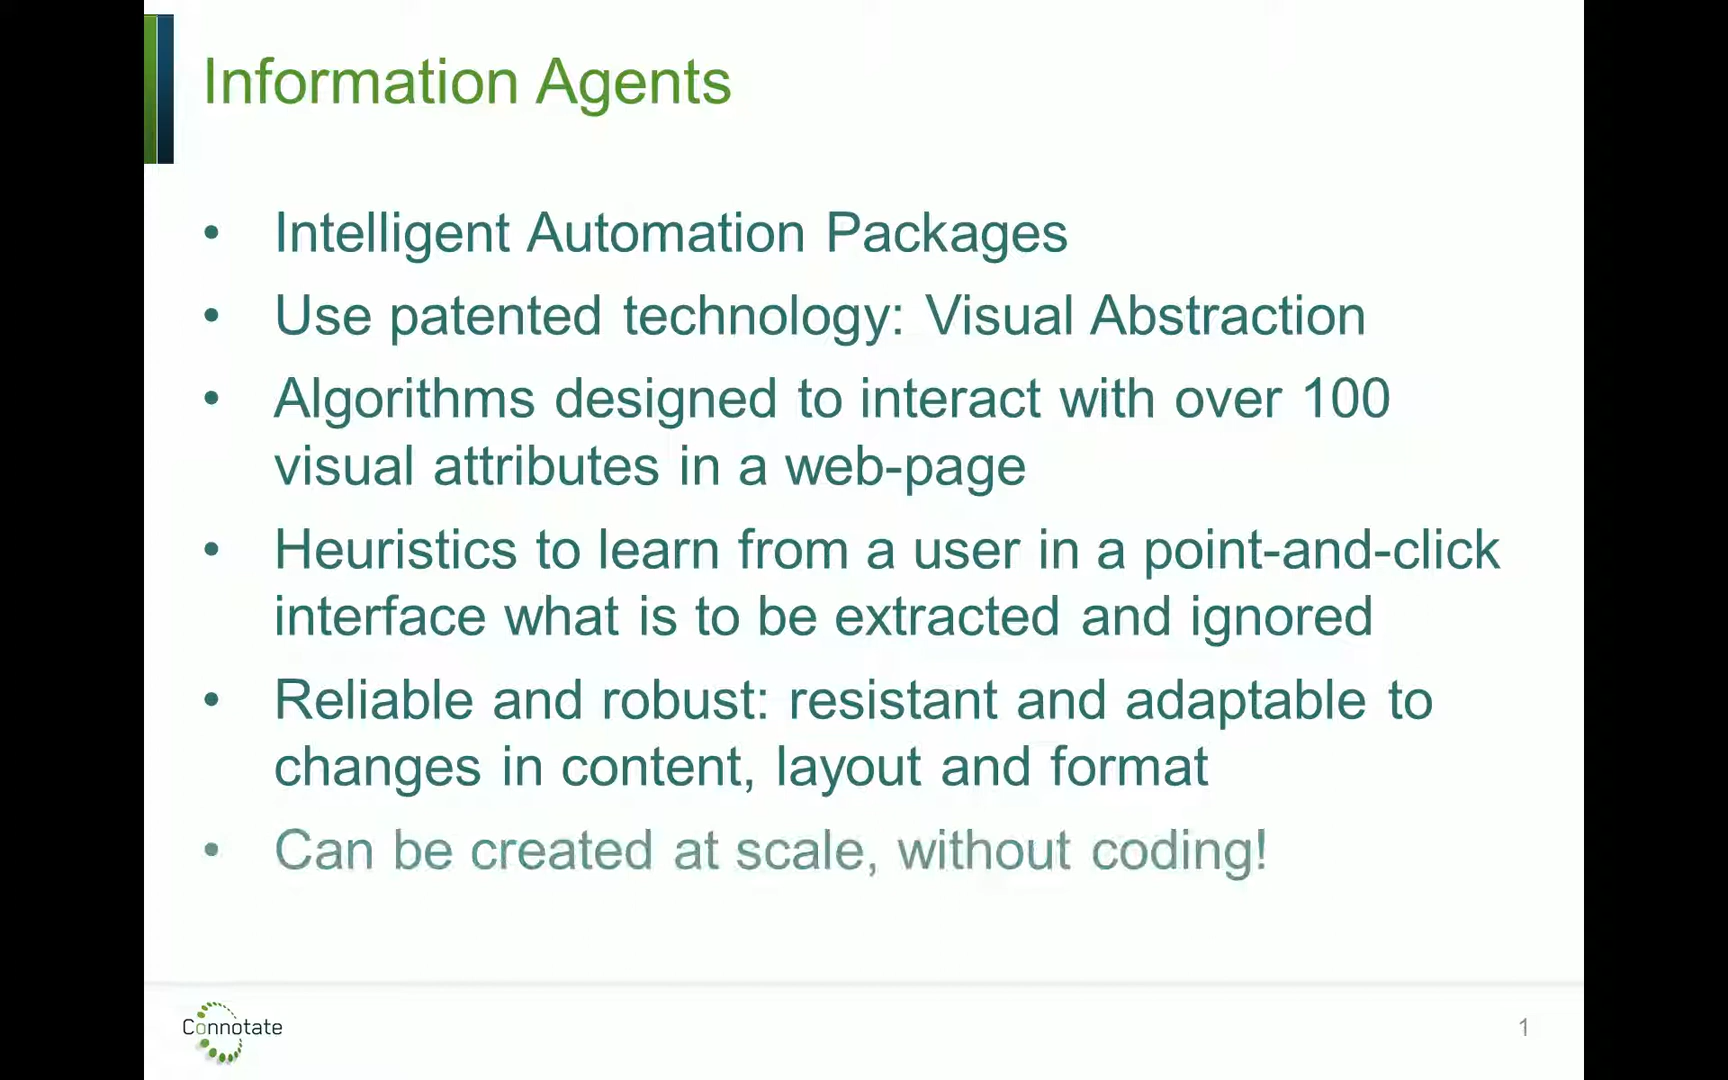 Information Agents
• Intelligent Automation Packages
• Use patented technology: Visual Abstraction
• Algorithms designed to interact with over 100
visual attributes in a web-page
• Heuristics to learn from a user in a point-and-click
interface what is to be extracted and ignored
• Reliable and robust: resistant and adaptable to
changes in content, layout and format
• Can be created at scale, without coding!
Connotate
1